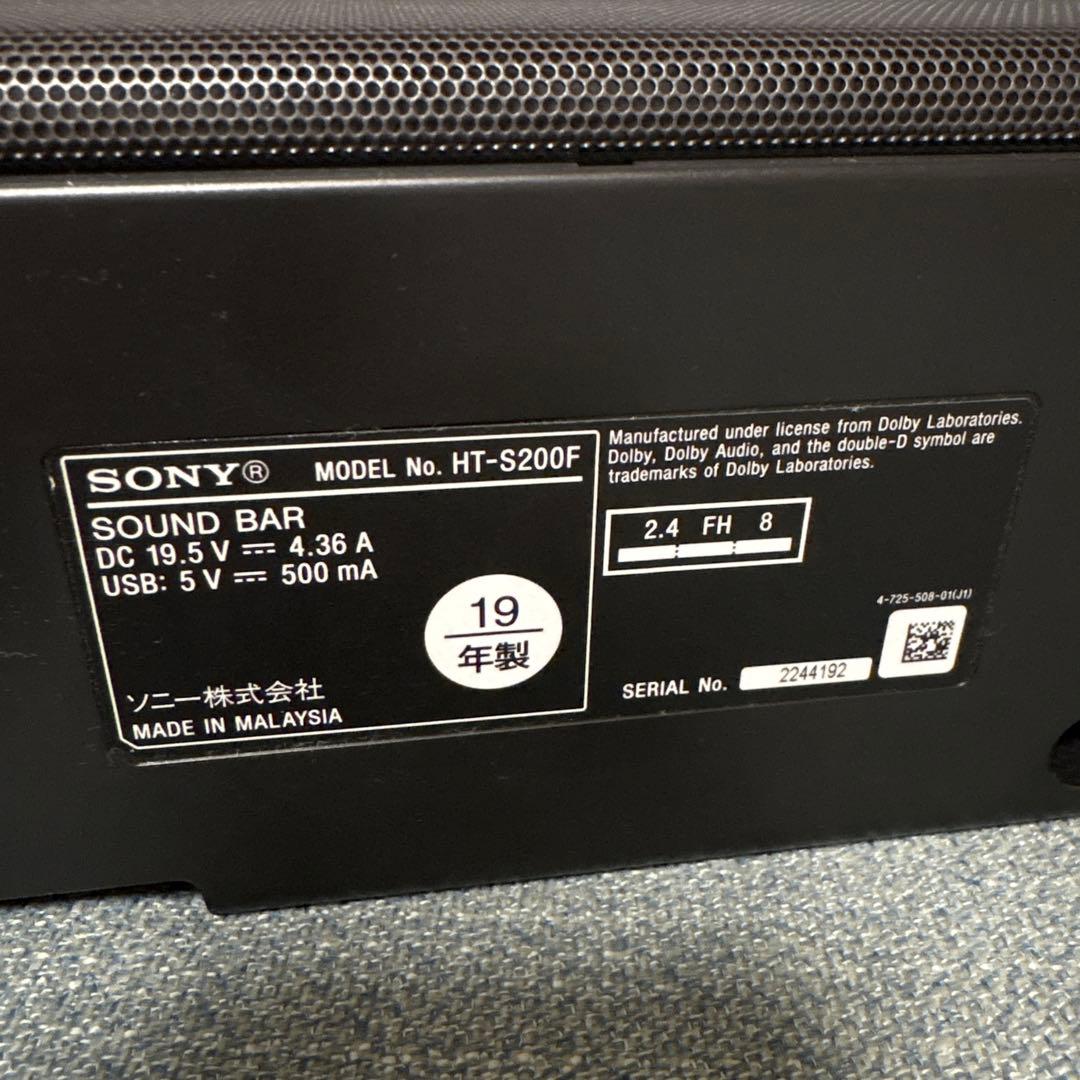 SONY® MODEL No. HT-S200F
SOUND BAR
DC 19.5 V ⎓ 4.36 A
USB: 5 V ⎓ 500 mA
19
年製
ソニー株式会社
MADE IN MALAYSIA
Manufactured under license from Dolby Laboratories.
Dolby, Dolby Audio, and the double-D symbol are
trademarks of Dolby Laboratories.
2.4 FH 8
4-725-508-01(J1)
SERIAL No. 2244192